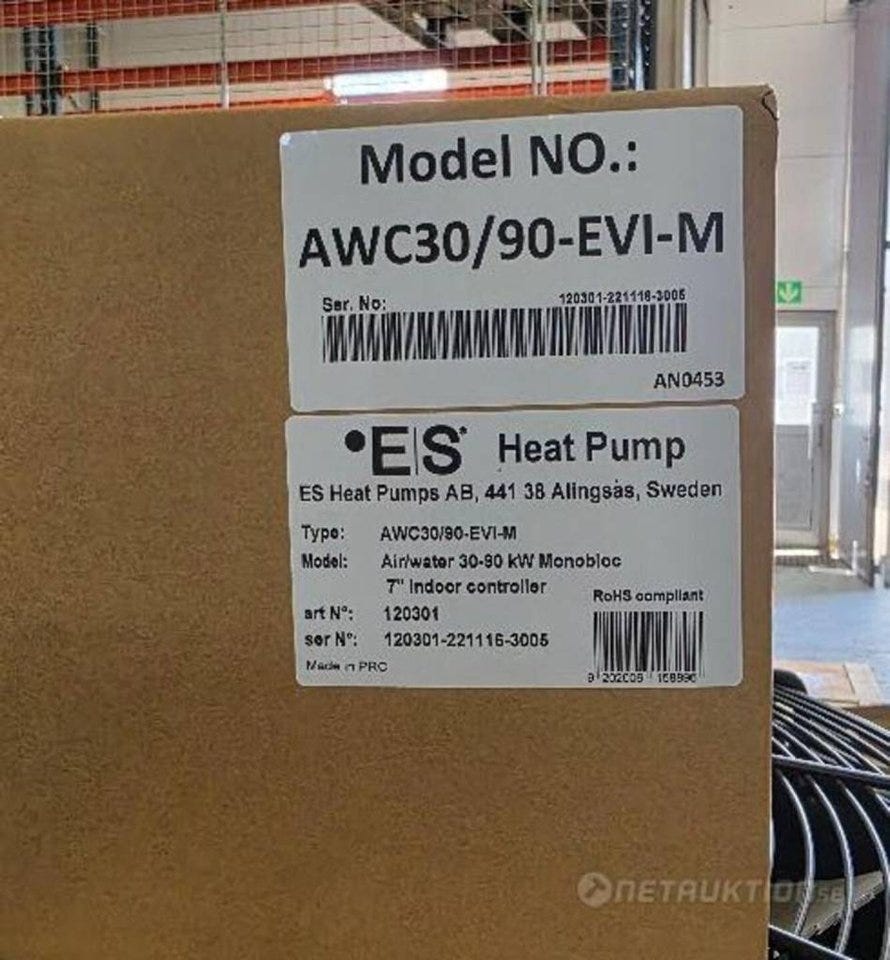 Model NO.:
AWC30/90-EVI-M
Ser. No:
120301-221116-3005
AN0453
E|S* Heat Pump
ES Heat Pumps AB, 441 38 Alingsås, Sweden
Type: AWC30/90-EVI-M
Model: Air/water 30-90 kW Monobloc
7" Indoor controller
RoHS compliant
art N°: 120301
ser N°: 120301-221116-3005
Made in PRC
NETAUKTION.SE